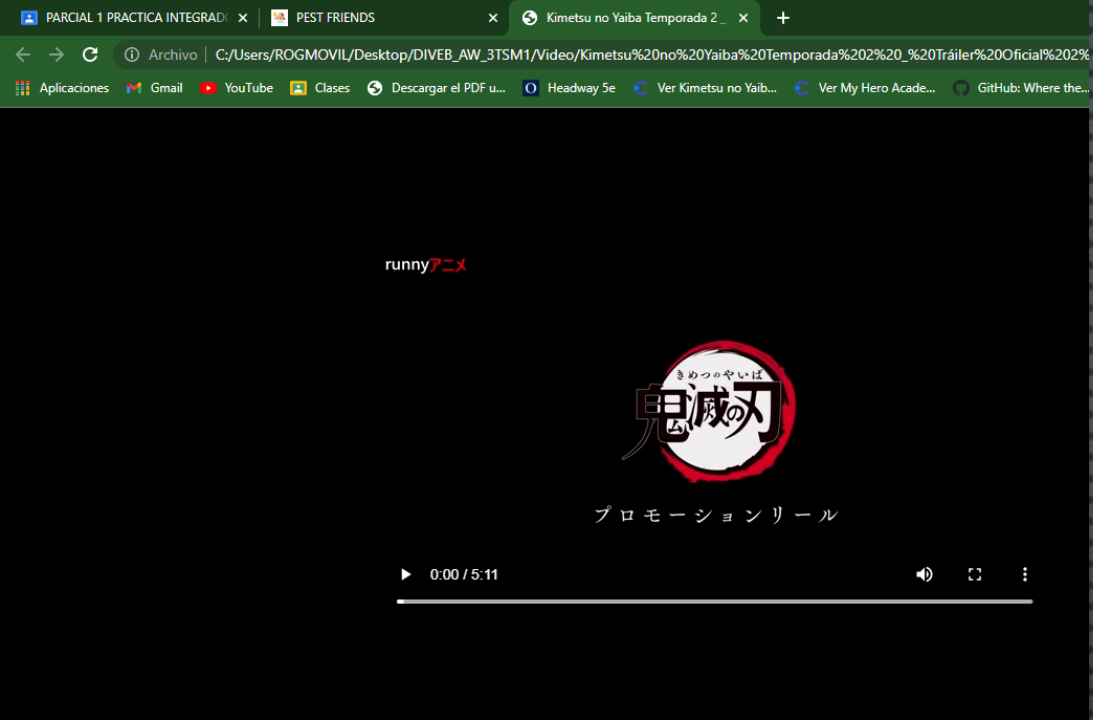 PARCIAL 1 PRACTICA INTEGRAD
PEST FRIENDS
Kimetsu no Yaiba Temporada 2 _
Archivo
C:/Users/ROGMOVIL/Desktop/DIVEB_AW_3TSM1/Video/Kimetsu%20no%20Yaiba%20Temporada%202%20_%20Tráiler%20Oficial%202%
Aplicaciones
Gmail
YouTube
Clases
Descargar el PDF u...
Headway 5e
Ver Kimetsu no Yaib...
Ver My Hero Acade...
GitHub: Where the...
runnyアニメ
きめつのやいば
鬼滅の刃
プロモーションリール
0:00 / 5:11